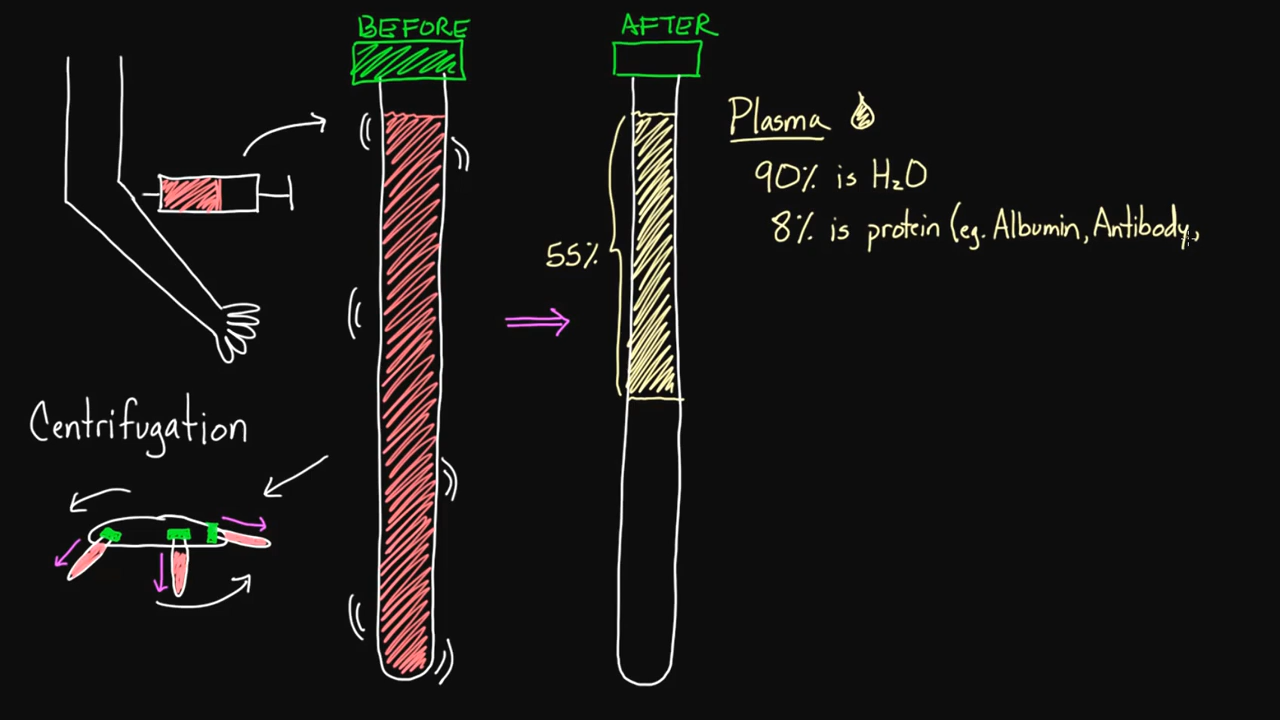 BEFORE
AFTER
Plasma
90% is H₂O
8% is protein (eg. Albumin, Antibody,
55%
Centrifugation